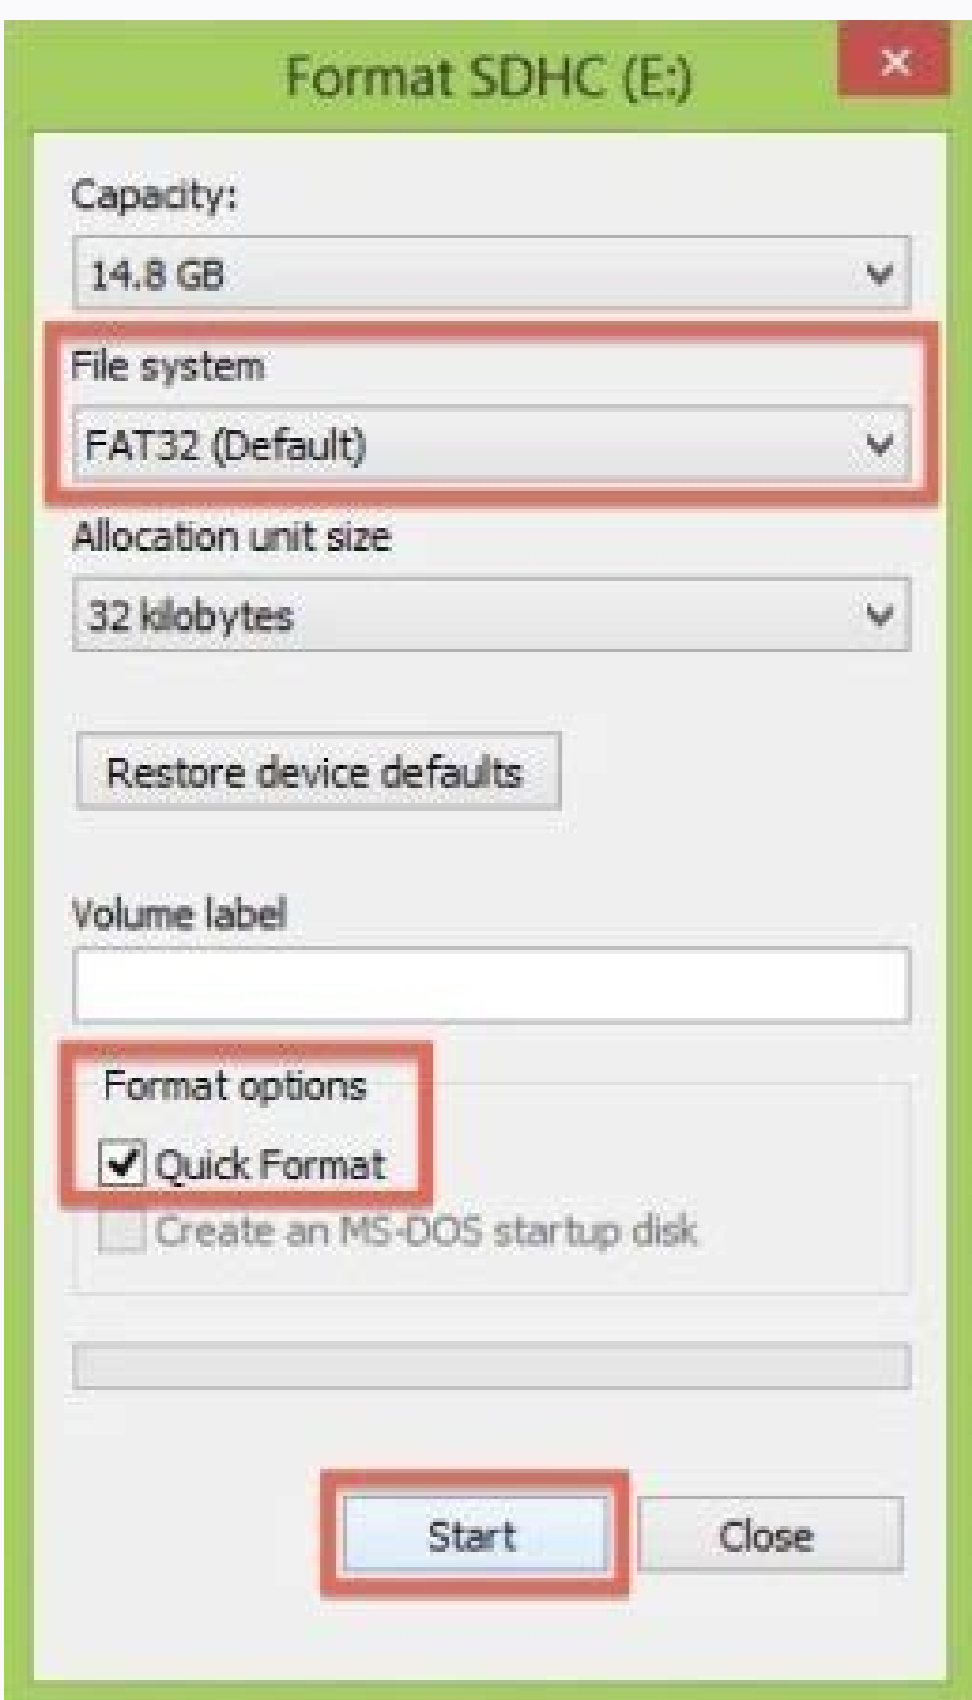 Format SDHC (E:)
x
Capacity:
14.8 GB
File system
FAT32 (Default)
Allocation unit size
32 kilobytes
Restore device defaults
Volume label
Format options
Quick Format
Create an MS-DOS startup disk
Start
Close